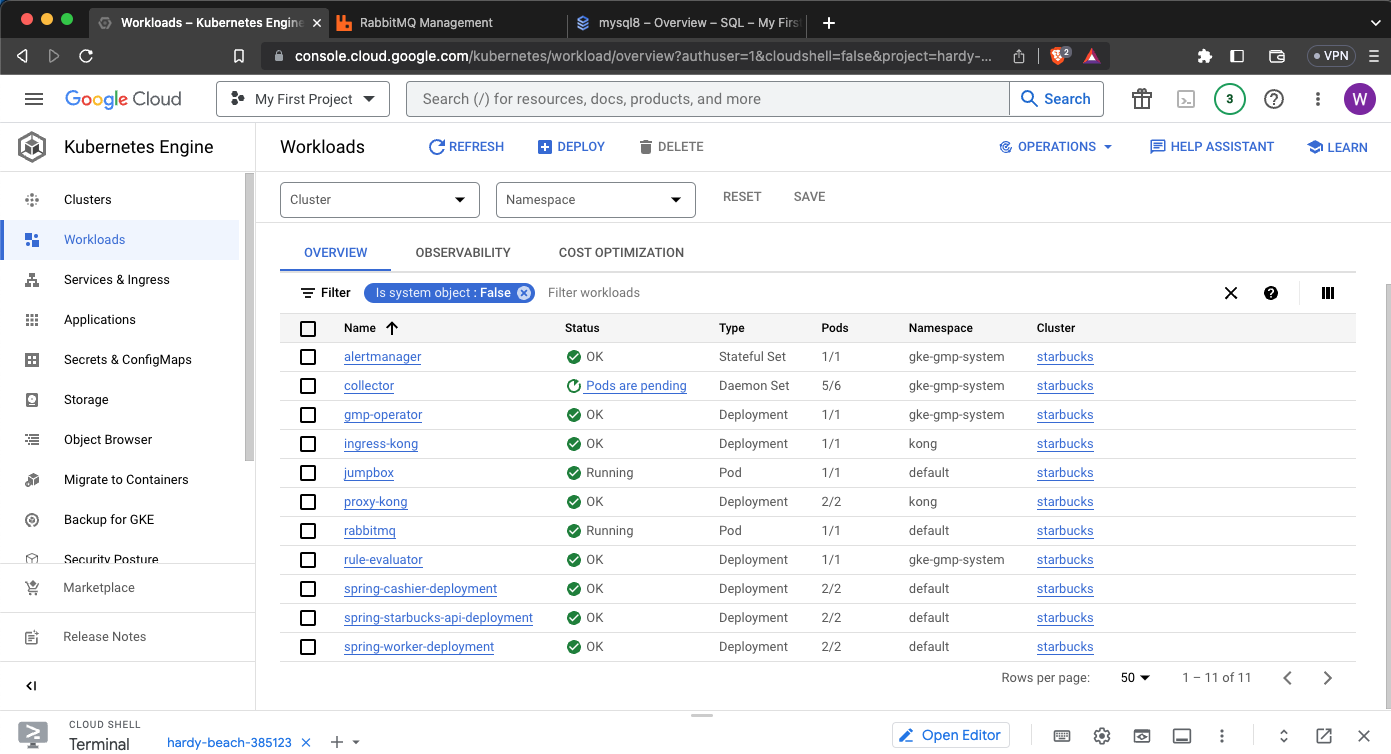 Workloads – Kubernetes Engine
RabbitMQ Management
mysql8 – Overview – SQL – My First
console.cloud.google.com/kubernetes/workload/overview?authuser=1&cloudshell=false&project=hardy-...
2
VPN
Google Cloud
My First Project
Search (/) for resources, docs, products, and more
Search
3
W
Kubernetes Engine
Workloads
REFRESH
DEPLOY
DELETE
OPERATIONS
HELP ASSISTANT
LEARN
Clusters
Workloads
Services & Ingress
Applications
Secrets & ConfigMaps
Storage
Object Browser
Migrate to Containers
Backup for GKE
Security Posture
Marketplace
Release Notes
Cluster
Namespace
RESET
SAVE
OVERVIEW
OBSERVABILITY
COST OPTIMIZATION
Filter
Is system object : False
Filter workloads
Name Status Type Pods Namespace Cluster
alertmanager OK Stateful Set 1/1 gke-gmp-system starbucks
collector Pods are pending Daemon Set 5/6 gke-gmp-system starbucks
gmp-operator OK Deployment 1/1 gke-gmp-system starbucks
ingress-kong OK Deployment 1/1 kong starbucks
jumpbox Running Pod 1/1 default starbucks
proxy-kong OK Deployment 2/2 kong starbucks
rabbitmq Running Pod 1/1 default starbucks
rule-evaluator OK Deployment 1/1 gke-gmp-system starbucks
spring-cashier-deployment OK Deployment 2/2 default starbucks
spring-starbucks-api-deployment OK Deployment 2/2 default starbucks
spring-worker-deployment OK Deployment 2/2 default starbucks
Rows per page: 50 1 – 11 of 11
CLOUD SHELL
Terminal
hardy-beach-385123
Open Editor